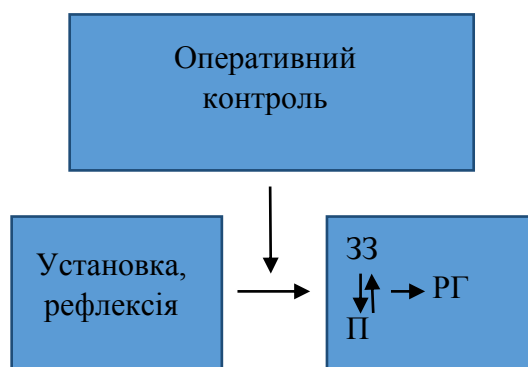 Оперативний
контроль
Установка,
рефлексія
ЗЗ
РГ
П